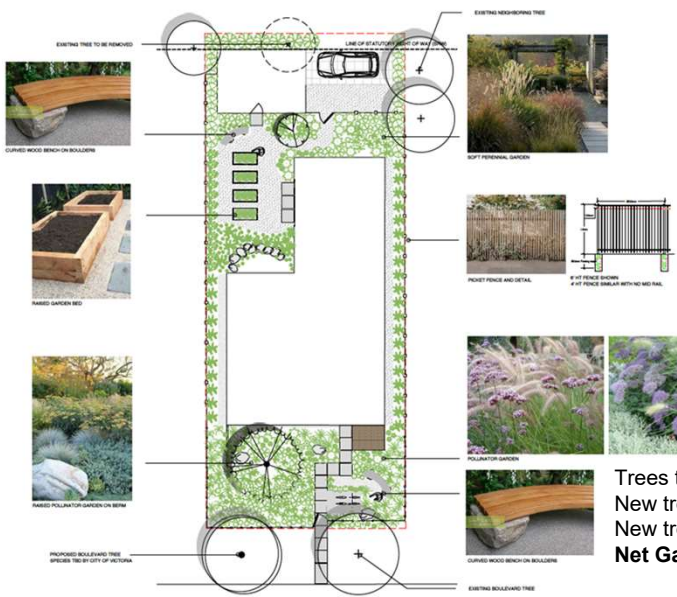 EXISTING NEIGHBORING TREE
EXISTING TREE TO BE REMOVED
LINE OF STATUTORY RIGHT OF WAY
CURVED WOOD BENCH ON BOULDERS
SOFT PERENNIAL GARDEN
RAISED GARDEN BED
PICKET FENCE AND DETAIL
6' HT FENCE SHOWN
4' HT FENCE SIMILAR WITH NO MID RAIL
RAISED POLLINATOR GARDEN ON BERM
POLLINATOR GARDEN
Trees
New
New
Net
CURVED WOOD BENCH ON BOULDERS
PROPOSED BOULEVARD TREE
SPECIES TBD BY CITY OF VICTORIA
EXISTING BOULEVARD TREE